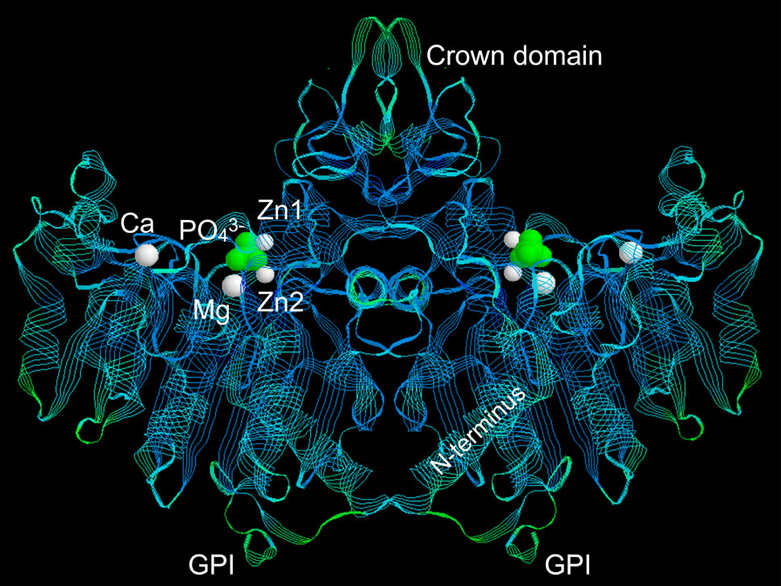 Crown domain
Ca
PO₄³⁻
Zn1
Mg
Zn2
N-terminus
GPI
GPI